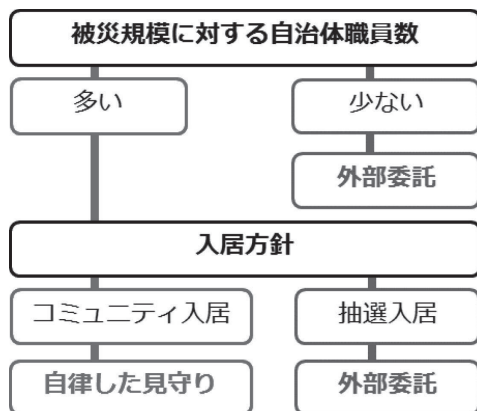 被災規模に対する自治体職員数
多い
少ない
外部委託
入居方針
コミュニティ入居
抽選入居
自律した見守り
外部委託